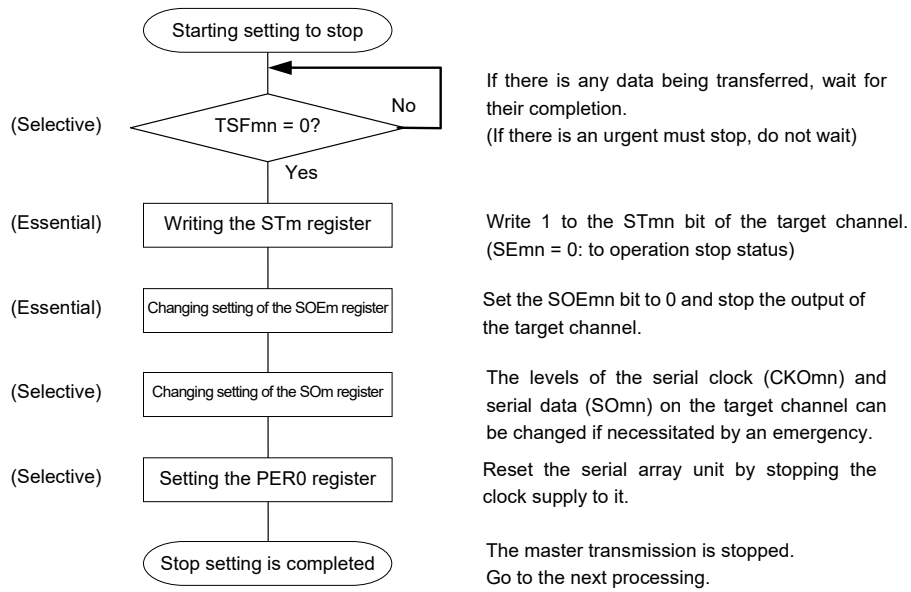 Starting setting to stop
If there is any data being transferred, wait for
their completion.
(If there is an urgent must stop, do not wait)
(Selective)
TSFmn = 0?
No
Yes
(Essential)
Writing the STm register
Write 1 to the STmn bit of the target channel.
(SEmn = 0: to operation stop status)
(Essential)
Changing setting of the SOEm register
Set the SOEmn bit to 0 and stop the output of
the target channel.
(Selective)
Changing setting of the SOm register
The levels of the serial clock (CKOmn) and
serial data (SOmn) on the target channel can
be changed if necessitated by an emergency.
(Selective)
Setting the PER0 register
Reset the serial array unit by stopping the
clock supply to it.
Stop setting is completed
The master transmission is stopped.
Go to the next processing.